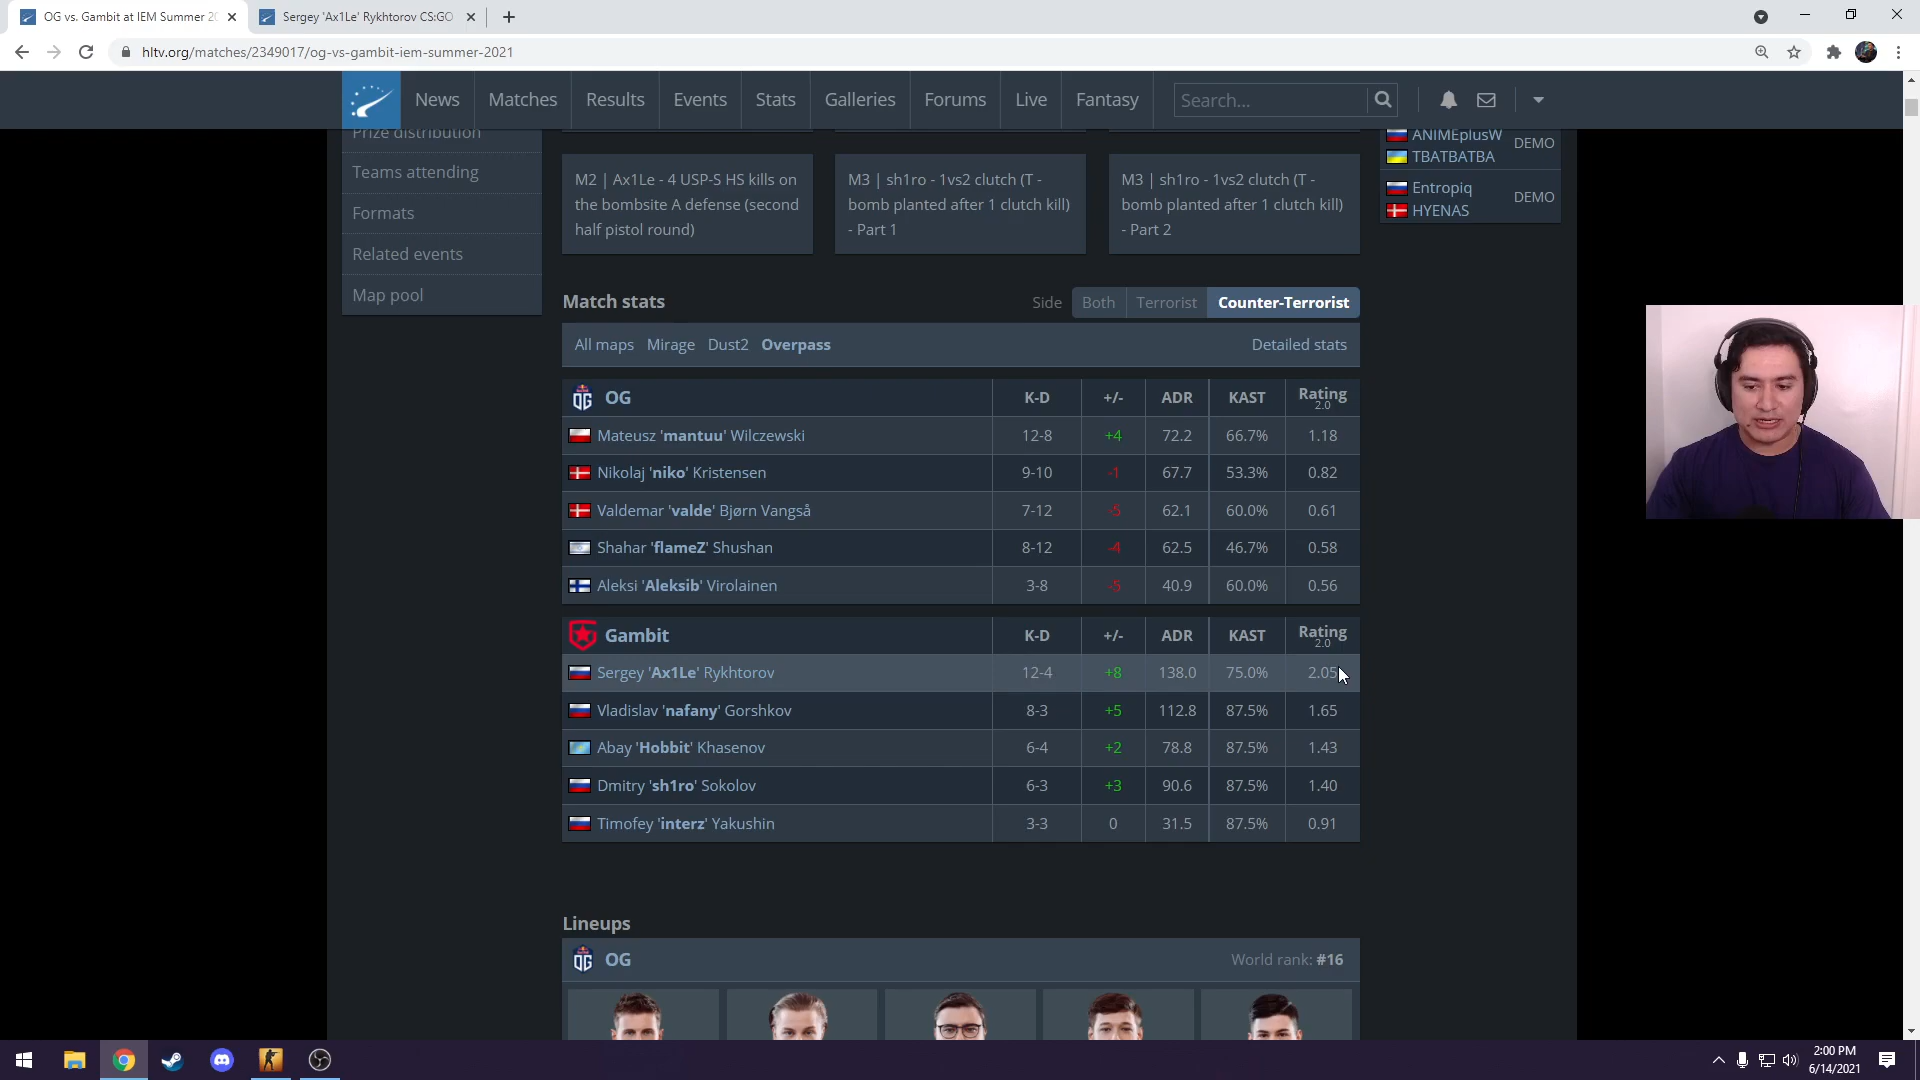 OG vs. Gambit at IEM Summer 20
Sergey 'Ax1Le' Rykhtorov CS:GO
hltv.org/matches/2349017/og-vs-gambit-iem-summer-2021
News Matches Results Events Stats Galleries Forums Live Fantasy Search...
Prize distribution
Teams attending
Formats
Related events
Map pool
M2 | Ax1Le - 4 USP-S HS kills on
the bombsite A defense (second
half pistol round)
M3 | sh1ro - 1vs2 clutch (T -
bomb planted after 1 clutch kill)
- Part 1
M3 | sh1ro - 1vs2 clutch (T -
bomb planted after 1 clutch kill)
- Part 2
ANIMEplusW
TBATBATBA
DEMO
Entropiq
HYENAS
DEMO
Match stats Side Both Terrorist Counter-Terrorist
All maps Mirage Dust2 Overpass Detailed stats
OG K-D +/- ADR KAST Rating 2.0
Mateusz 'mantuu' Wilczewski 12-8 +4 72.2 66.7% 1.18
Nikolaj 'niko' Kristensen 9-10 -1 67.7 53.3% 0.82
Valdemar 'valde' Bjørn Vangså 7-12 -5 62.1 60.0% 0.61
Shahar 'flameZ' Shushan 8-12 -4 62.5 46.7% 0.58
Aleksi 'Aleksib' Virolainen 3-8 -5 40.9 60.0% 0.56
Gambit K-D +/- ADR KAST Rating 2.0
Sergey 'Ax1Le' Rykhtorov 12-4 +8 138.0 75.0% 2.05
Vladislav 'nafany' Gorshkov 8-3 +5 112.8 87.5% 1.65
Abay 'Hobbit' Khasenov 6-4 +2 78.8 87.5% 1.43
Dmitry 'sh1ro' Sokolov 6-3 +3 90.6 87.5% 1.40
Timofey 'interz' Yakushin 3-3 0 31.5 87.5% 0.91
Lineups
OG World rank: #16
2:00 PM
6/14/2021